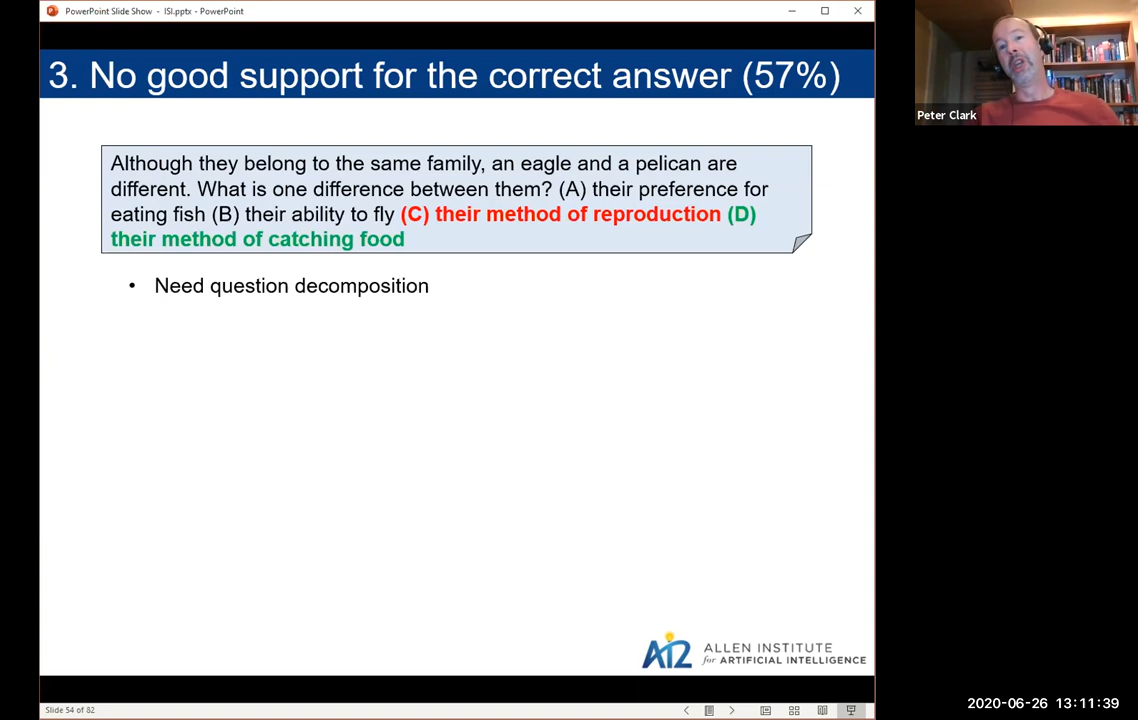 PowerPoint Slide Show - ISI.pptx - PowerPoint
3. No good support for the correct answer (57%)
Although they belong to the same family, an eagle and a pelican are
different. What is one difference between them? (A) their preference for
eating fish (B) their ability to fly (C) their method of reproduction (D)
their method of catching food
• Need question decomposition
AI2 ALLEN INSTITUTE
for ARTIFICIAL INTELLIGENCE
Slide 54 of 82
Peter Clark
2020-06-26 13:11:39